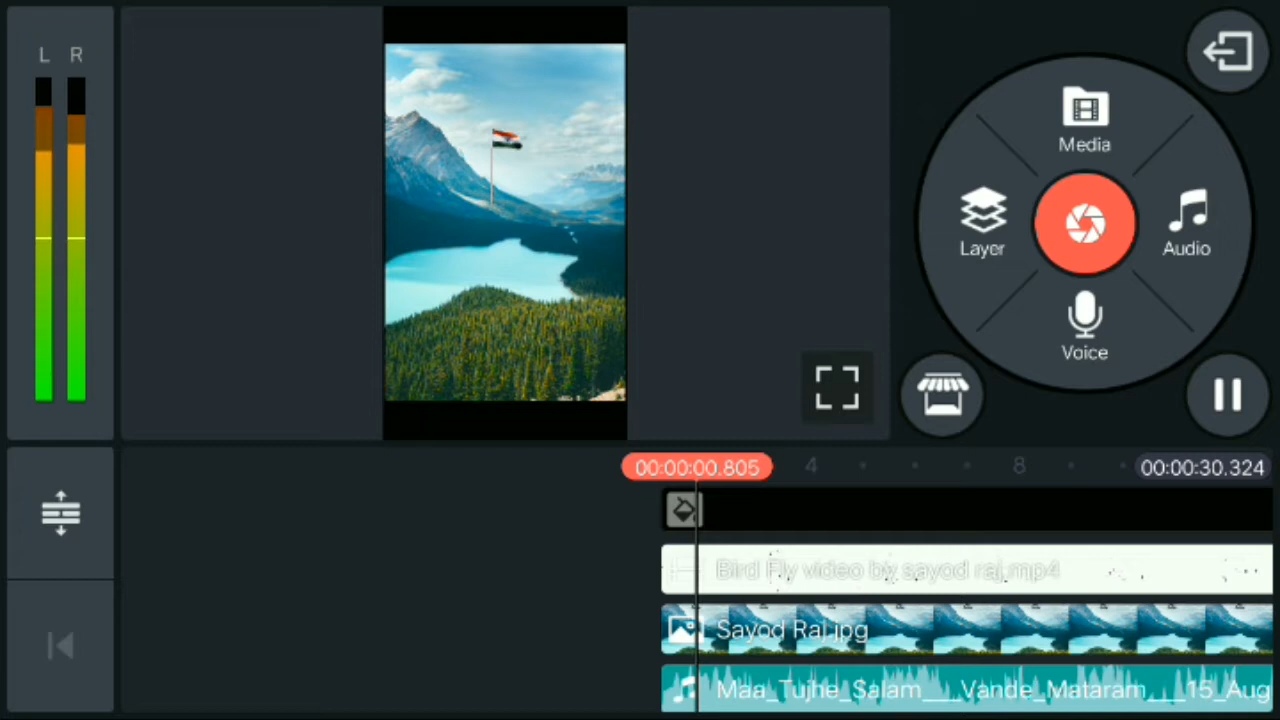 L R
Media
Layer
Audio
Voice
00:00:00.805
4
8
00:00:30.324
Bird Fly video by sayod raj.mp4
Sayod Raj.jpg
Maa_Tujhe_Salam___Vande_Mataram___15_Aug